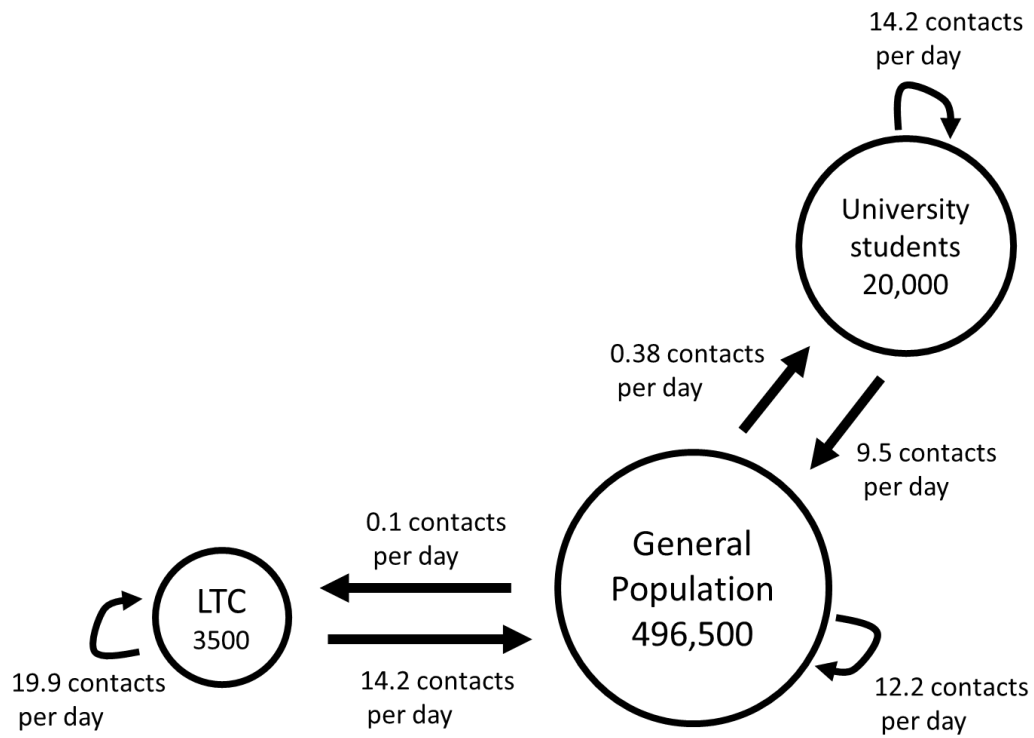 14.2 contacts
per day
University
students
20,000
0.38 contacts
per day
9.5 contacts
per day
0.1 contacts
per day
General
Population
496,500
LTC
3500
19.9 contacts
per day
14.2 contacts
per day
12.2 contacts
per day